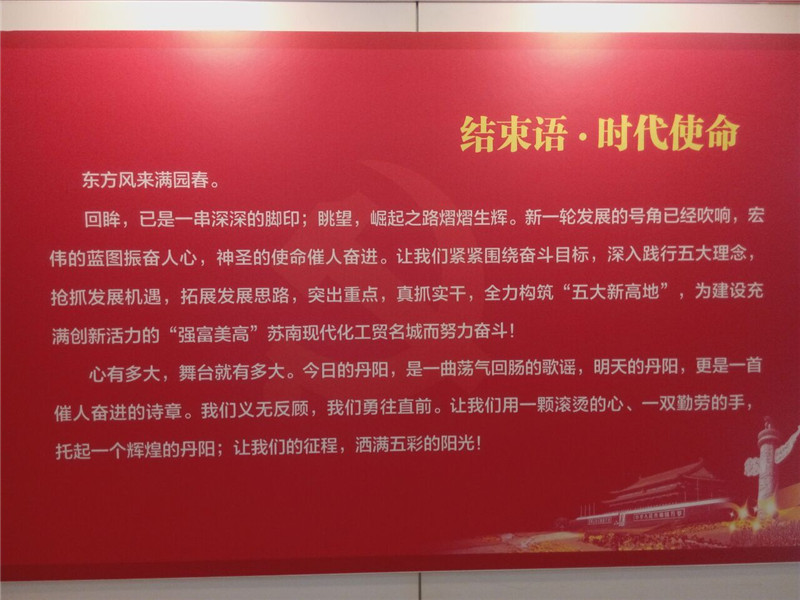 结束语·时代使命
东方风来满园春。
回眸，已是一串深深的脚印；眺望，崛起之路熠熠生辉。新一轮发展的号角已经吹响，宏
伟的蓝图振奋人心，神圣的使命催人奋进。让我们紧紧围绕奋斗目标，深入践行五大理念，
抢抓发展机遇，拓展发展思路，突出重点，真抓实干，全力构筑“五大新高地”，为建设充
满创新活力的“强富美高”苏南现代化工贸名城而努力奋斗！
心有多大，舞台就有多大。今日的丹阳，是一曲荡气回肠的歌谣，明天的丹阳，更是一首
催人奋进的诗章。我们义无反顾，我们勇往直前。让我们用一颗滚烫的心、一双勤劳的手，
托起一个辉煌的丹阳；让我们的征程，洒满五彩的阳光！